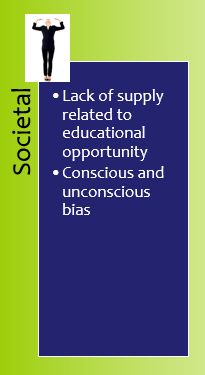 Societal
• Lack of supply
related to
educational
opportunity
• Conscious and
unconscious
bias